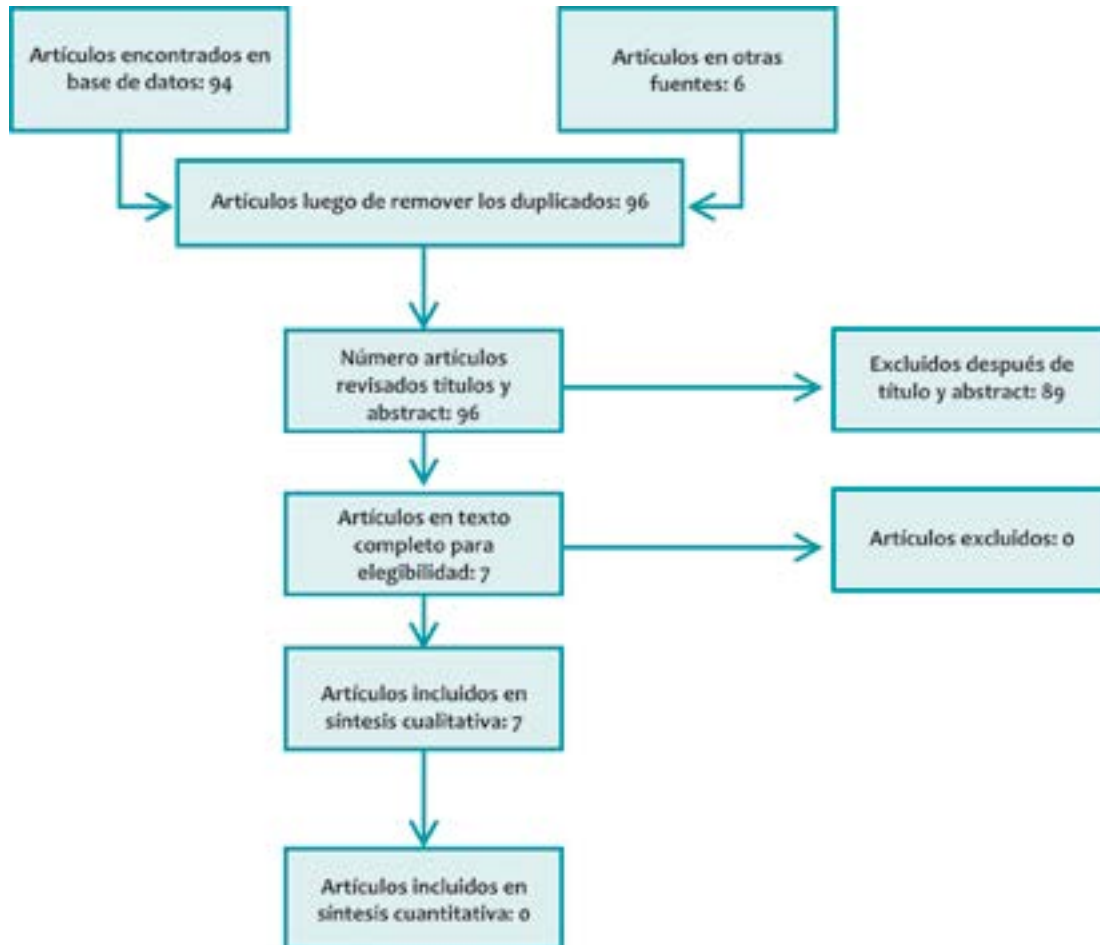 Artículos encontrados en
base de datos: 94
Artículos en otras
fuentes: 6
Artículos luego de remover los duplicados: 96
Número artículos
revisados títulos y
abstract: 96
Excluidos después de
título y abstract: 89
Artículos en texto
completo para
elegibilidad: 7
Artículos excluidos: 0
Artículos incluidos en
síntesis cualitativa: 7
Artículos incluidos en
síntesis cuantitativa: 0